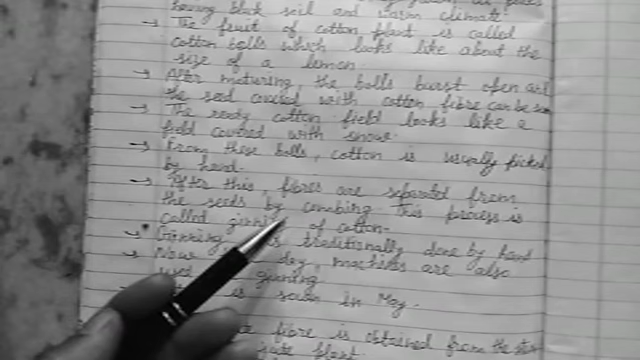 having black soil and warm climate.
→ The fruit of cotton plant is called
cotton bolls which looks like about the
size of a lemon.
→ After maturing the bolls burst open and
the seed covered with cotton fibre can be seen
→ The ready cotton field looks like a
field covered with snow.
→ From these bolls, cotton is usually picked
by hand.
→ After this, fibres are separated from
the seeds by combing this process is
called of cotton.
→ Ginning is traditionally done by hand
→ Now day machines are also
used ginning
is sown in May.
fibre is obtained from the stem
jute plant.